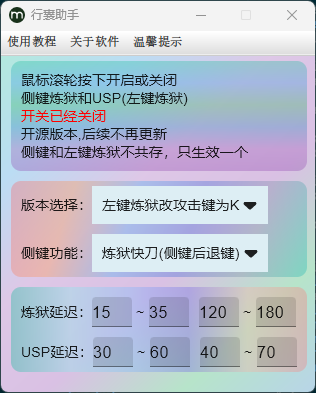 行裳助手
使用教程 关于软件 温馨提示
鼠标滚轮按下开启或关闭
侧键炼狱和USP(左键炼狱)
开关已经关闭
开源版本,后续不再更新
侧键和左键炼狱不共存，只生效一个
版本选择： 左键炼狱改攻击键为K
侧键功能： 炼狱快刀(侧键后退键)
炼狱延迟： 15 ~ 35 120 ~ 180
USP延迟： 30 ~ 60 40 ~ 70